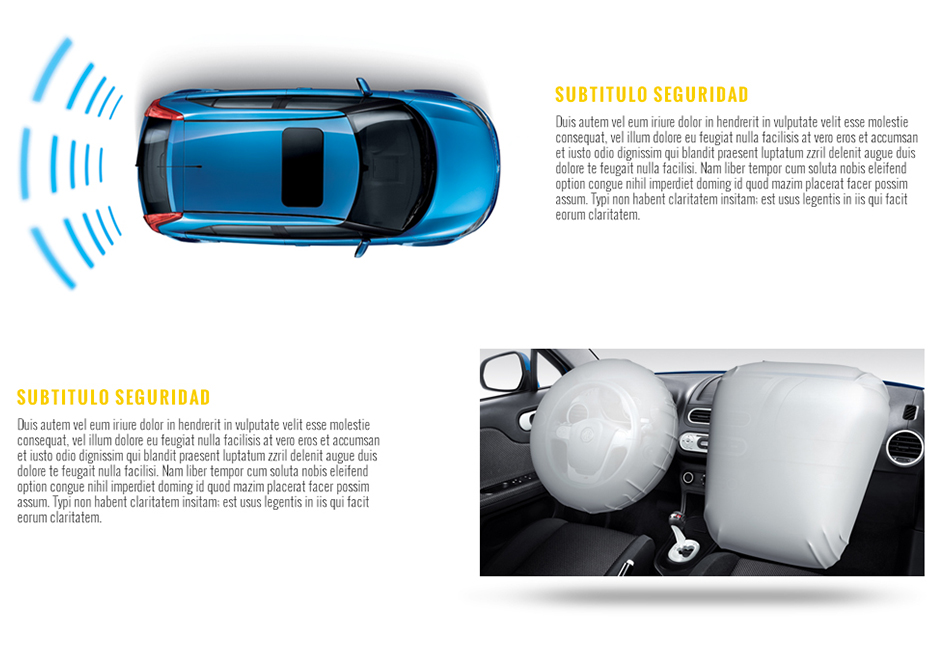 SUBTITULO SEGURIDAD
Duis autem vel eum iriure dolor in hendrerit in vulputate velit esse molestie
consequat, vel illum dolore eu feugiat nulla facilisis at vero eros et accumsan
et iusto odio dignissim qui blandit praesent luptatum zzril delenit augue duis
dolore te feugait nulla facilisi. Nam liber tempor cum soluta nobis eleifend
option congue nihil imperdiet doming id quod mazim placerat facer possim
assum. Typi non habent claritatem insitam; est usus legentis in iis qui facit
eorum claritatem.
SUBTITULO SEGURIDAD
Duis autem vel eum iriure dolor in hendrerit in vulputate velit esse molestie
consequat, vel illum dolore eu feugiat nulla facilisis at vero eros et accumsan
et iusto odio dignissim qui blandit praesent luptatum zzril delenit augue duis
dolore te feugait nulla facilisi. Nam liber tempor cum soluta nobis eleifend
option congue nihil imperdiet doming id quod mazim placerat facer possim
assum. Typi non habent claritatem insitam; est usus legentis in iis qui facit
eorum claritatem.